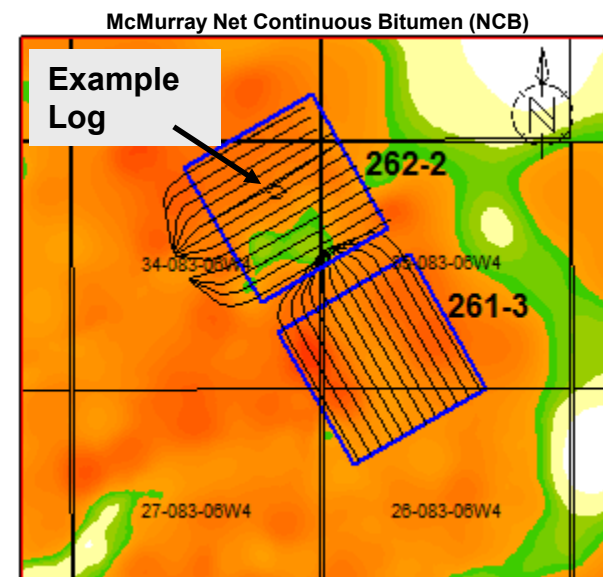 McMurray Net Continuous Bitumen (NCB)
Example
Log
N
262-2
34-083-06W4
35-083-06W4
261-3
27-083-06W4
26-083-06W4